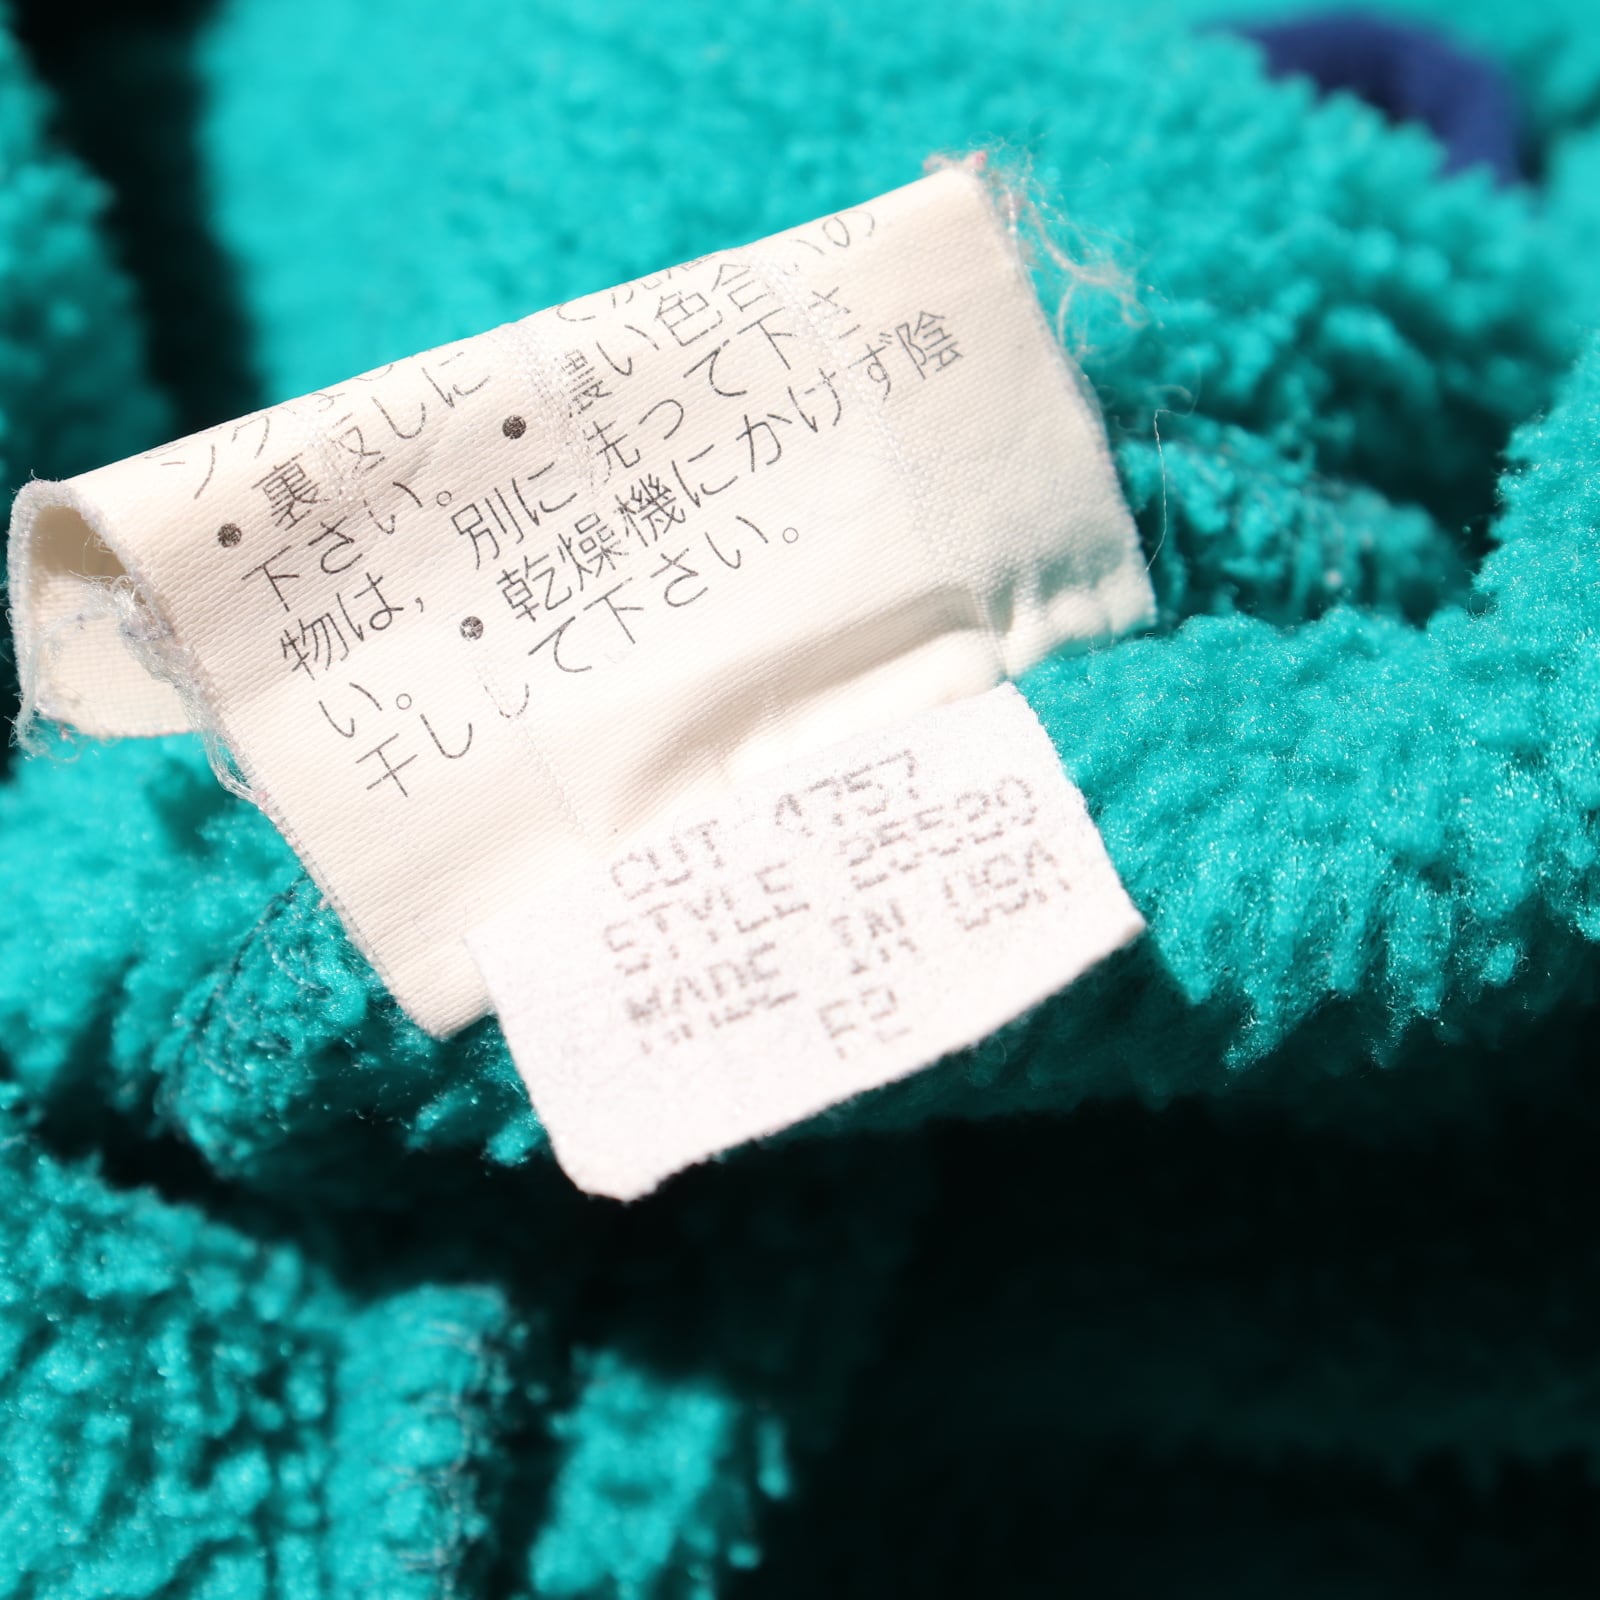 ● 裏返しに
下さい。● 濃い色合いの
物は, 別に洗って下さ
い。● 乾燥機にかけず陰
干しして下さい。
CUT 4757
STYLE 25520
MADE IN USA